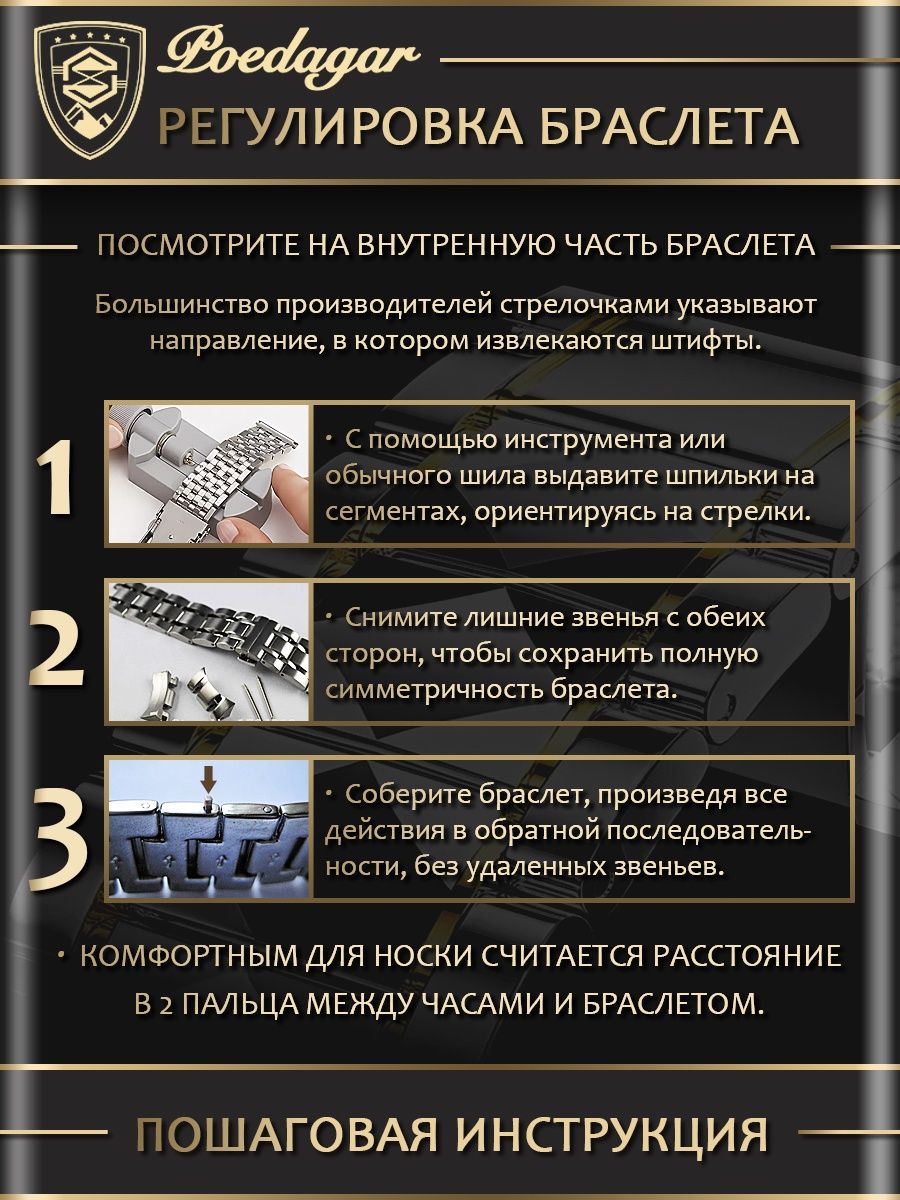 Poedagar
РЕГУЛИРОВКА БРАСЛЕТА
ПОСМОТРИТЕ НА ВНУТРЕННУЮ ЧАСТЬ БРАСЛЕТА
Большинство производителей стрелочками указывают
направление, в котором извлекаются штифты.
1
· С помощью инструмента или
обычного шила выдавите шпильки на
сегментах, ориентируясь на стрелки.
2
· Снимите лишние звенья с обеих
сторон, чтобы сохранить полную
симметричность браслета.
3
· Соберите браслет, произведя все
действия в обратной последователь-
ности, без удаленных звеньев.
· КОМФОРТНЫМ ДЛЯ НОСКИ СЧИТАЕТСЯ РАССТОЯНИЕ
В 2 ПАЛЬЦА МЕЖДУ ЧАСАМИ И БРАСЛЕТОМ.
ПОШАГОВАЯ ИНСТРУКЦИЯ